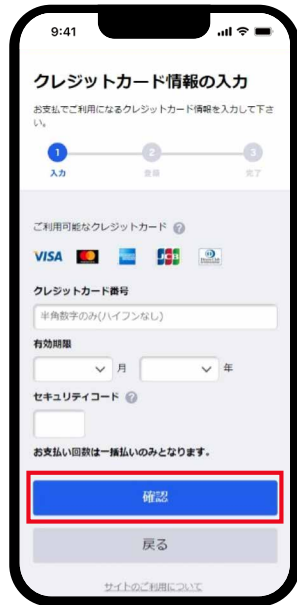 9:41
クレジットカード情報の入力
お支払でご利用になるクレジットカード情報を入力して下さ
い。
1 2 3
入力 登録 完了
ご利用可能なクレジットカード ?
VISA JCB
クレジットカード番号
半角数字のみ(ハイフンなし)
有効期限
月 年
セキュリティコード ?
お支払い回数は一括払いのみとなります。
確認
戻る
サイトのご利用について